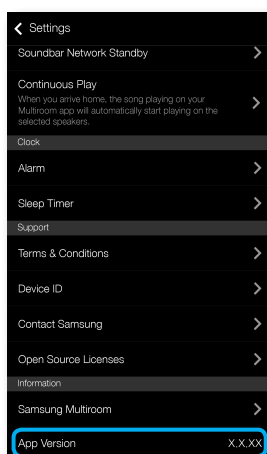 Settings
Soundbar Network Standby
Continuous Play
When you arrive home, the song playing on your
Multiroom app will automatically start playing on the
selected speakers.
Clock
Alarm
Sleep Timer
Support
Terms & Conditions
Device ID
Contact Samsung
Open Source Licenses
Information
Samsung Multiroom
App Version X.X.XX